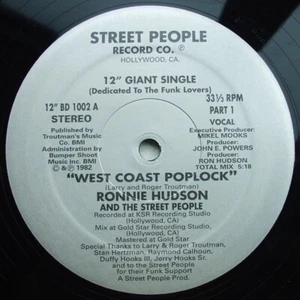 STREET PEOPLE
RECORD CO. ℗
HOLLYWOOD, CA.
12" GIANT SINGLE
(Dedicated To The Funk Lovers)
12" BD 1002 A
STEREO
33⅓ RPM
PART 1
VOCAL
Published by
Troutman's Music
Co. BMI
Administration by
Bumper Shoot
Music Inc. BMI
©&℗ 1982
Executive Producer:
MIKEL MOOKS
Producer:
JOHN E. POWERS
Producer:
RON HUDSON
TOTAL MIX 5:18
"WEST COAST POPLOCK"
(Larry and Roger Troutman)
RONNIE HUDSON
AND THE STREET PEOPLE
Recorded at KSR Recording Studio
(Hollywood, CA)
Mix at Gold Star Recording Studio,
(Hollywood, CA)
Mastered at Gold Star
Special Thanks to Larry & Roger Troutman,
Stan Hertzman, Raymond Calhoun,
Duffy Hooks III, Jerry Hooks Sr.
and to the Street People
for their Funk Support
A Street Prod.